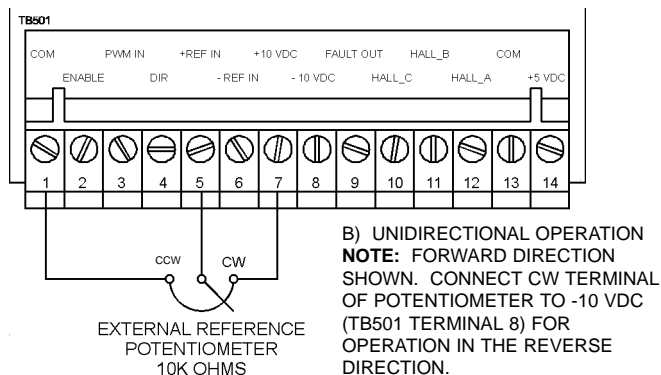 TB501
COM PWM IN +REF IN +10 VDC FAULT OUT HALL_B COM
ENABLE DIR - REF IN - 10 VDC HALL_C HALL_A +5 VDC
1 2 3 4 5 6 7 8 9 10 11 12 13 14
CCW CW
EXTERNAL REFERENCE
POTENTIOMETER
10K OHMS
B) UNIDIRECTIONAL OPERATION
NOTE: FORWARD DIRECTION
SHOWN. CONNECT CW TERMINAL
OF POTENTIOMETER TO -10 VDC
(TB501 TERMINAL 8) FOR
OPERATION IN THE REVERSE
DIRECTION.